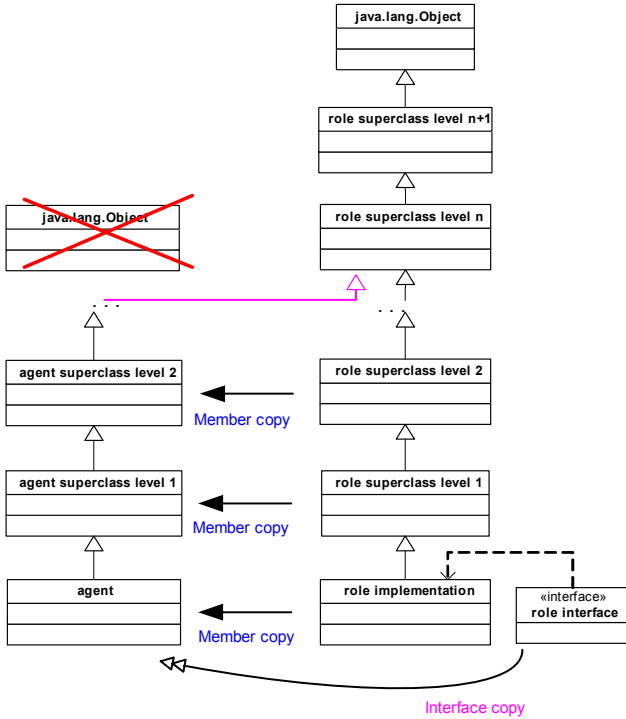 java.lang.Object
role superclass level n+1
java.lang.Object
role superclass level n
. . .
. . .
agent superclass level 2
role superclass level 2
Member copy
agent superclass level 1
role superclass level 1
Member copy
agent
role implementation
«interface»
role interface
Member copy
Interface copy